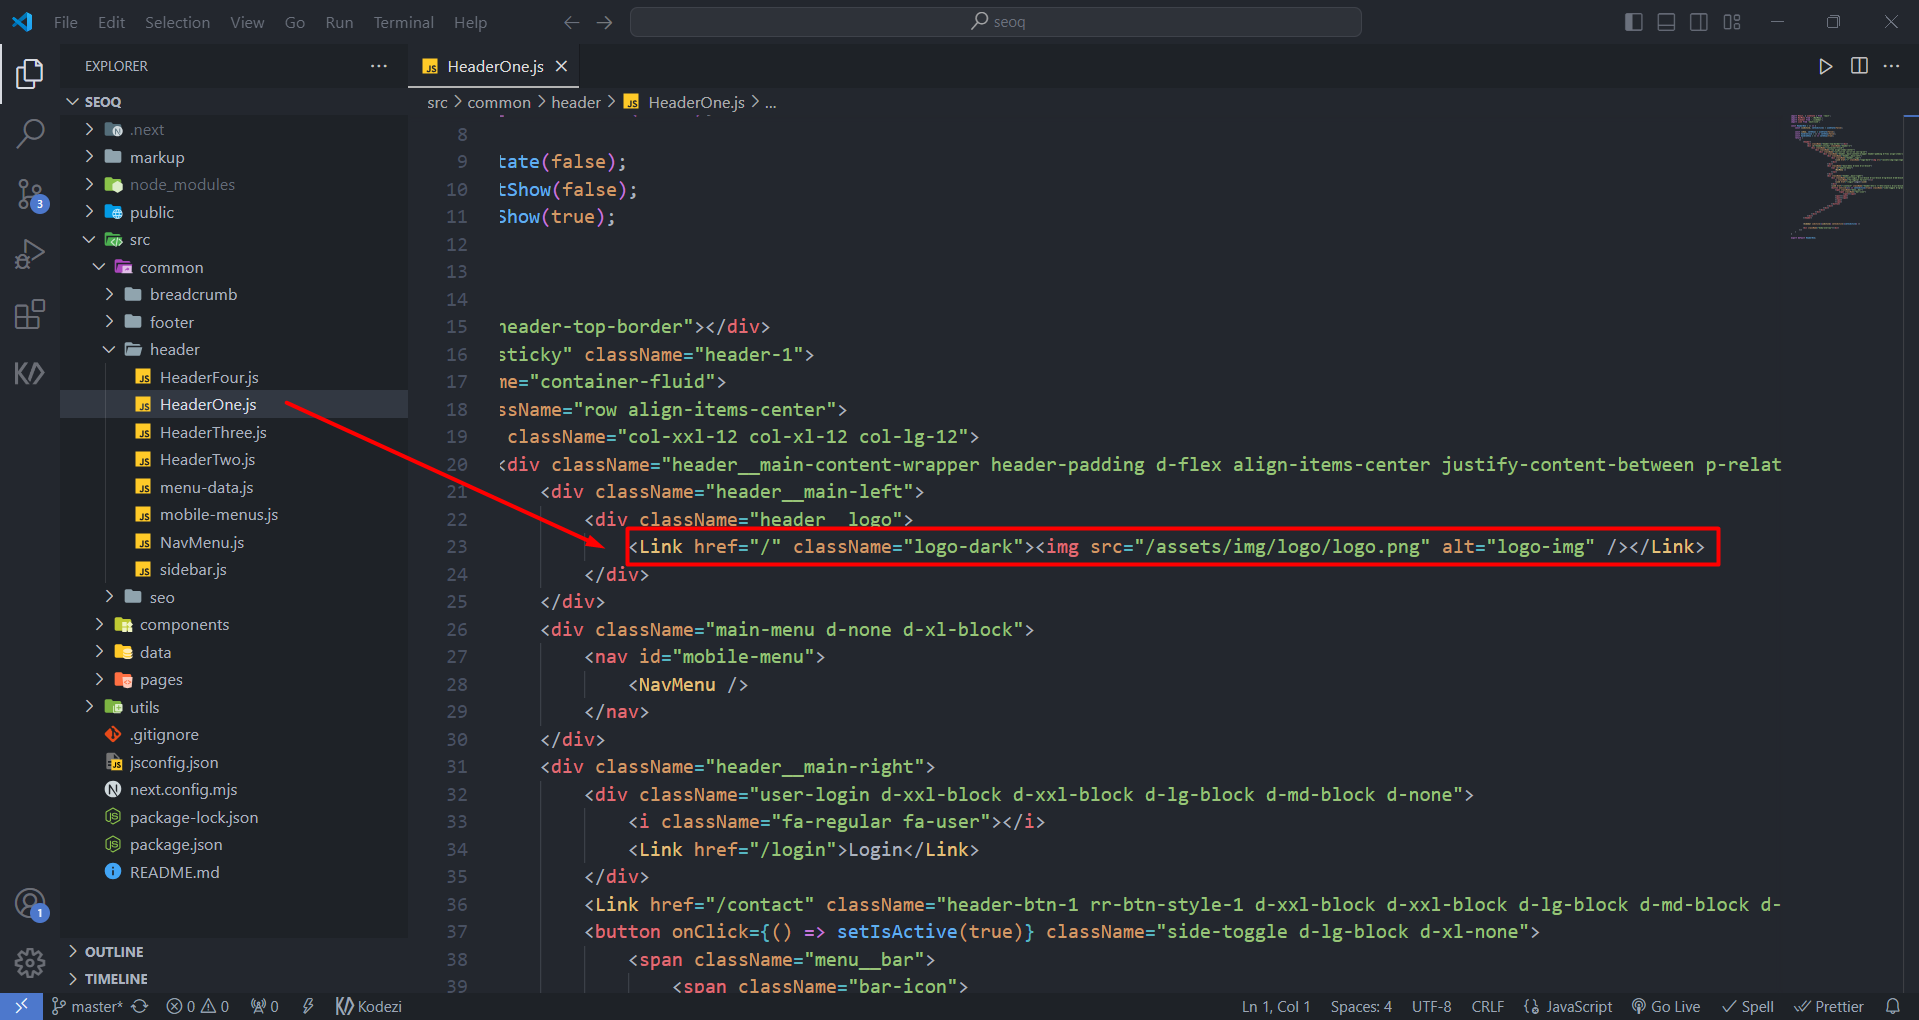 File Edit Selection View Go Run Terminal Help
seoq
EXPLORER
SEOQ
.next
markup
node_modules
public
src
common
breadcrumb
footer
header
HeaderFour.js
HeaderOne.js
HeaderThree.js
HeaderTwo.js
menu-data.js
mobile-menus.js
NavMenu.js
sidebar.js
seo
components
data
pages
utils
.gitignore
jsconfig.json
next.config.mjs
package-lock.json
package.json
README.md
OUTLINE
TIMELINE
3
1
HeaderOne.js
src > common > header > HeaderOne.js > ...
8
9 tate(false);
10 tShow(false);
11 Show(true);
12
13
14
15 header-top-border"></div>
16 sticky" className="header-1">
17 me="container-fluid">
18 ssName="row align-items-center">
19 className="col-xxl-12 col-xl-12 col-lg-12">
20 <div className="header__main-content-wrapper header-padding d-flex align-items-center justify-content-between p-relat
21 <div className="header__main-left">
22 <div className="header__logo">
23 <Link href="/" className="logo-dark"><img src="/assets/img/logo/logo.png" alt="logo-img" /></Link>
24 </div>
25 </div>
26 <div className="main-menu d-none d-xl-block">
27 <nav id="mobile-menu">
28 <NavMenu />
29 </nav>
30 </div>
31 <div className="header__main-right">
32 <div className="user-login d-xxl-block d-xxl-block d-lg-block d-md-block d-none">
33 <i className="fa-regular fa-user"></i>
34 <Link href="/login">Login</Link>
35 </div>
36 <Link href="/contact" className="header-btn-1 rr-btn-style-1 d-xxl-block d-xxl-block d-lg-block d-md-block d-
37 <button onClick={() => setIsActive(true)} className="side-toggle d-lg-block d-xl-none">
38 <span className="menu__bar">
39 <span className="bar-icon">
master* 0 0 0 Kodezi Ln 1, Col 1 Spaces: 4 UTF-8 CRLF JavaScript Go Live Spell Prettier